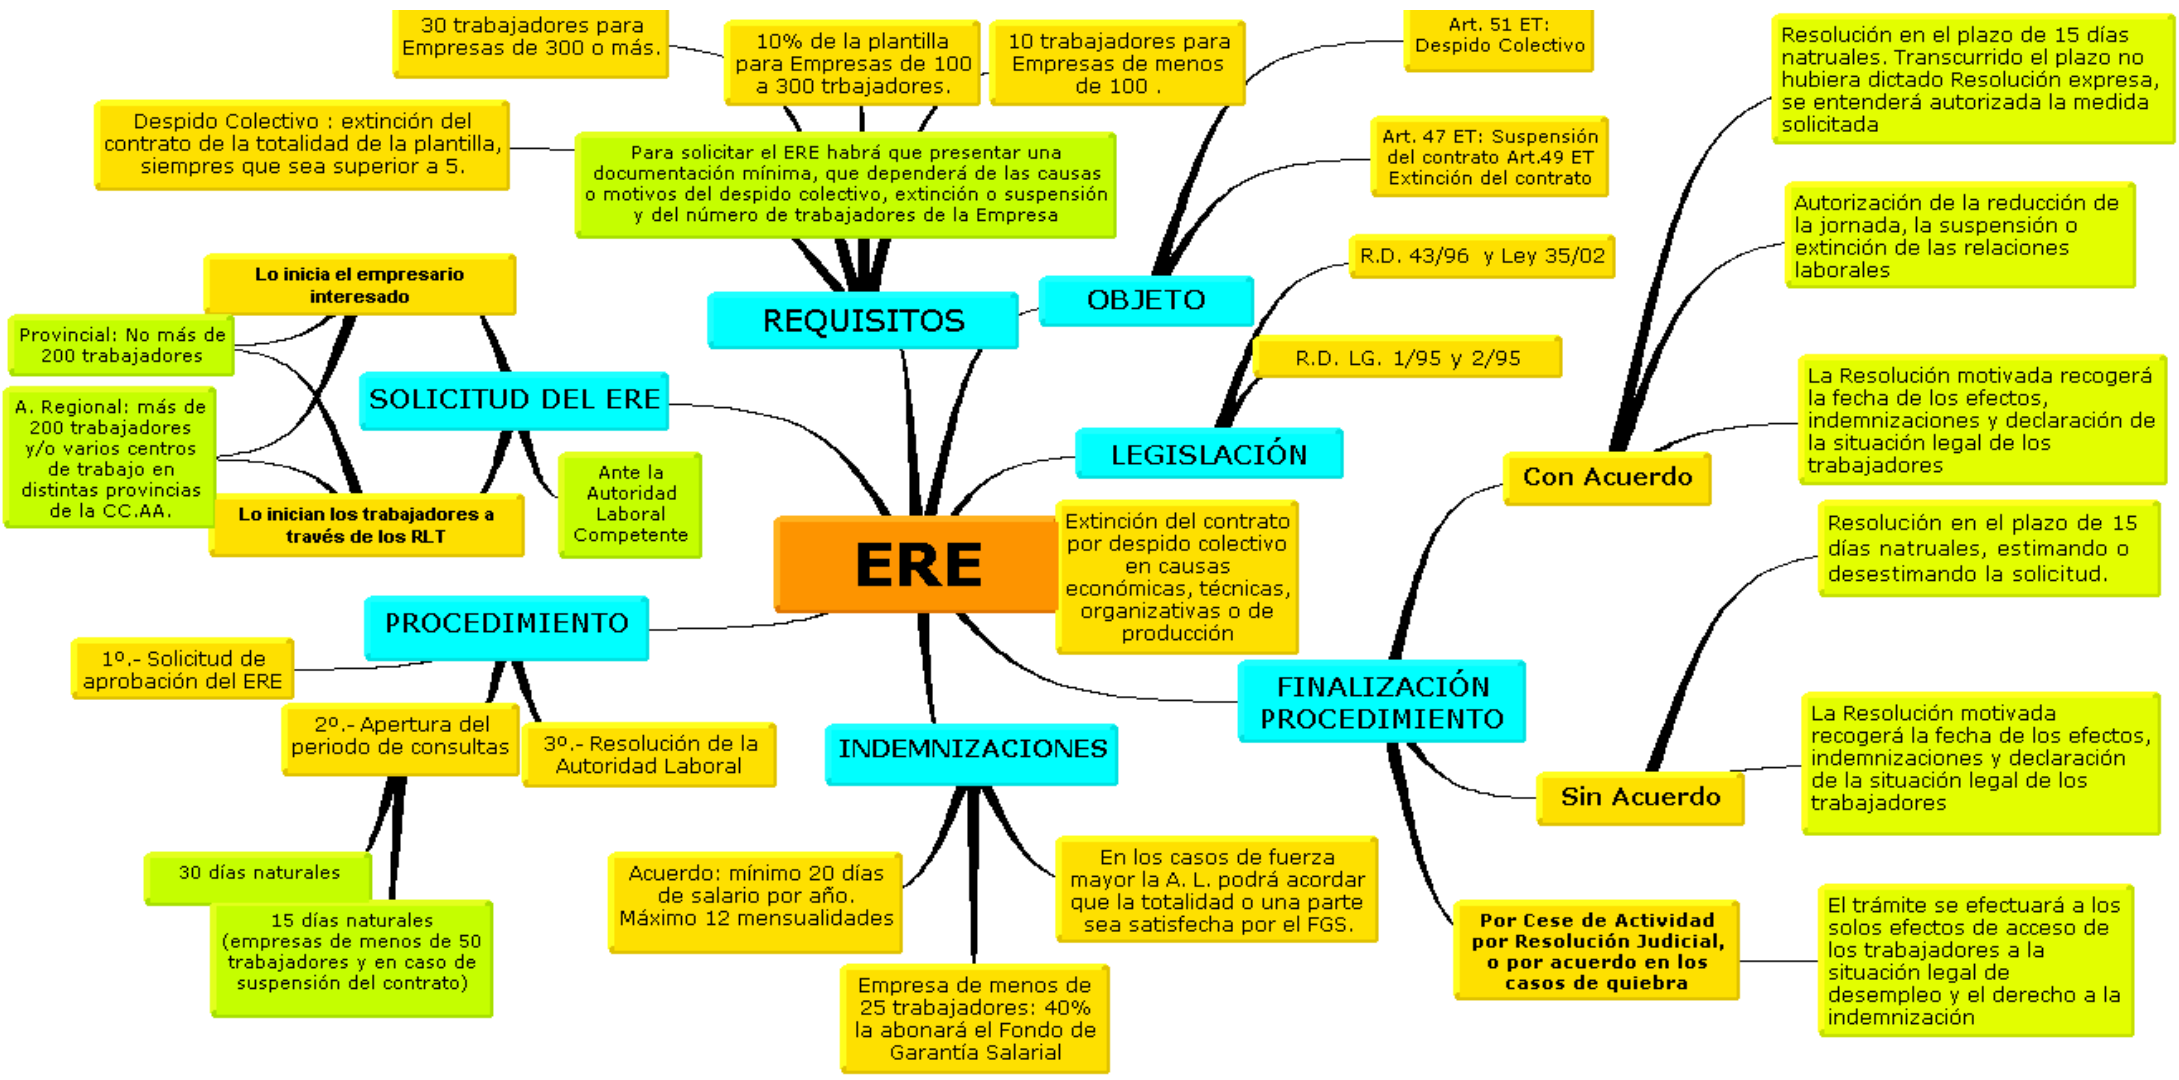 30 trabajadores para
Empresas de 300 o más.
10% de la plantilla
para Empresas de 100
a 300 trbajadores.
10 trabajadores para
Empresas de menos
de 100 .
Art. 51 ET:
Despido Colectivo
Resolución en el plazo de 15 días
natruales. Transcurrido el plazo no
hubiera dictado Resolución expresa,
se entenderá autorizada la medida
solicitada
Despido Colectivo : extinción del
contrato de la totalidad de la plantilla,
siempres que sea superior a 5.
Para solicitar el ERE habrá que presentar una
documentación mínima, que dependerá de las causas
o motivos del despido colectivo, extinción o suspensión
y del número de trabajadores de la Empresa
Art. 47 ET: Suspensión
del contrato Art.49 ET
Extinción del contrato
Autorización de la reducción de
la jornada, la suspensión o
extinción de las relaciones
laborales
R.D. 43/96 y Ley 35/02
Lo inicia el empresario
interesado
REQUISITOS
OBJETO
Provincial: No más de
200 trabajadores
R.D. LG. 1/95 y 2/95
SOLICITUD DEL ERE
La Resolución motivada recogerá
la fecha de los efectos,
indemnizaciones y declaración de
la situación legal de los
trabajadores
A. Regional: más de
200 trabajadores
y/o varios centros
de trabajo en
distintas provincias
de la CC.AA.
LEGISLACIÓN
Con Acuerdo
Ante la
Autoridad
Laboral
Competente
Lo inician los trabajadores a
través de los RLT
ERE
Extinción del contrato
por despido colectivo
en causas
económicas, técnicas,
organizativas o de
producción
Resolución en el plazo de 15
días natruales, estimando o
desestimando la solicitud.
PROCEDIMIENTO
1º.- Solicitud de
aprobación del ERE
2º.- Apertura del
periodo de consultas
3º.- Resolución de la
Autoridad Laboral
INDEMNIZACIONES
FINALIZACIÓN
PROCEDIMIENTO
La Resolución motivada
recogerá la fecha de los efectos,
indemnizaciones y declaración
de la situación legal de los
trabajadores
Sin Acuerdo
30 días naturales
15 días naturales
(empresas de menos de 50
trabajadores y en caso de
suspensión del contrato)
Acuerdo: mínimo 20 días
de salario por año.
Máximo 12 mensualidades
En los casos de fuerza
mayor la A. L. podrá acordar
que la totalidad o una parte
sea satisfecha por el FGS.
Empresa de menos de
25 trabajadores: 40%
la abonará el Fondo de
Garantía Salarial
Por Cese de Actividad
por Resolución Judicial,
o por acuerdo en los
casos de quiebra
El trámite se efectuará a los
solos efectos de acceso de
los trabajadores a la
situación legal de
desempleo y el derecho a la
indemnización